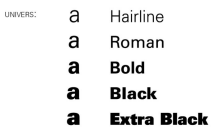 UNIVERS: a Hairline
a Roman
a Bold
a Black
a Extra Black